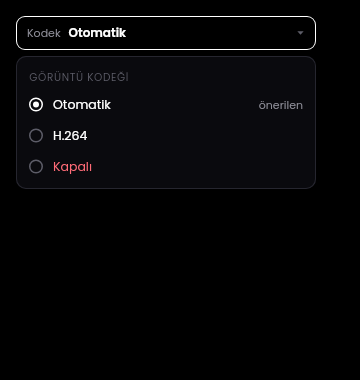 Kodek Otomatik
GÖRÜNTÜ KODEĞİ
Otomatik önerilen
H.264
Kapalı